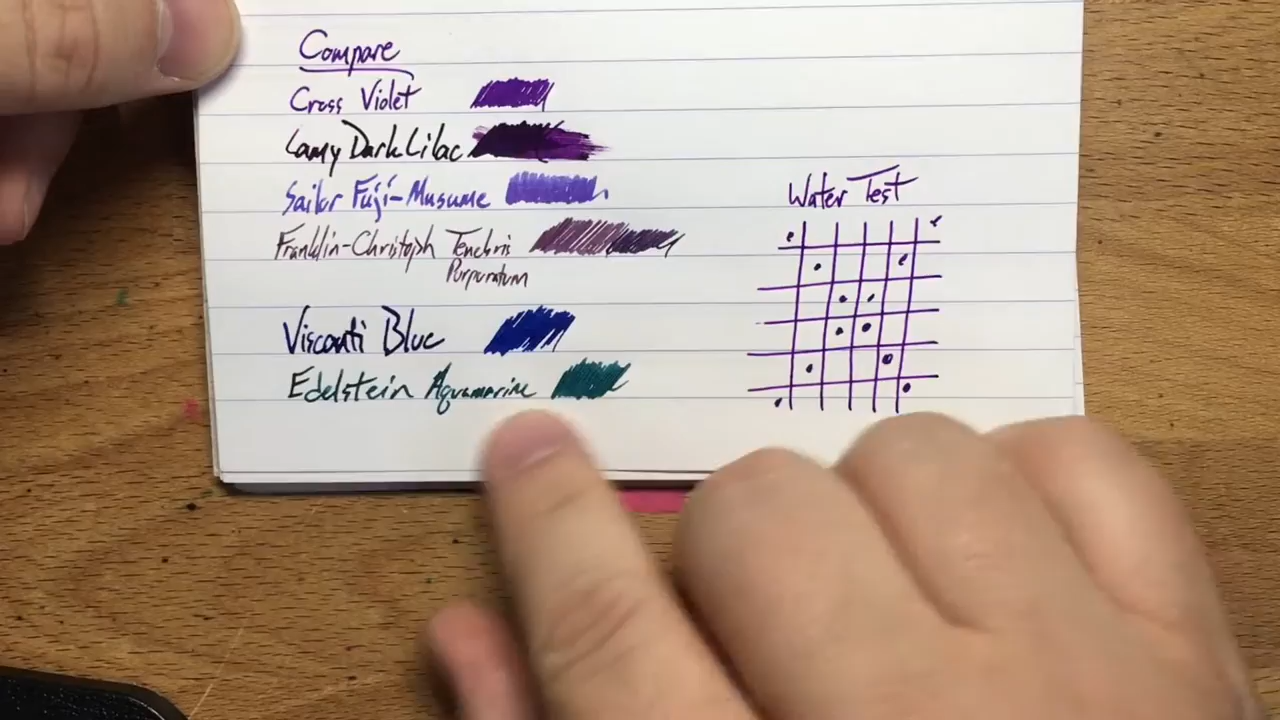 Compare
Cross Violet
Lamy Dark Lilac
Sailor Fuji-Musume
Franklin-Christoph Tenebris
Purpuratum
Water Test
Visconti Blue
Edelstein Aquamarine